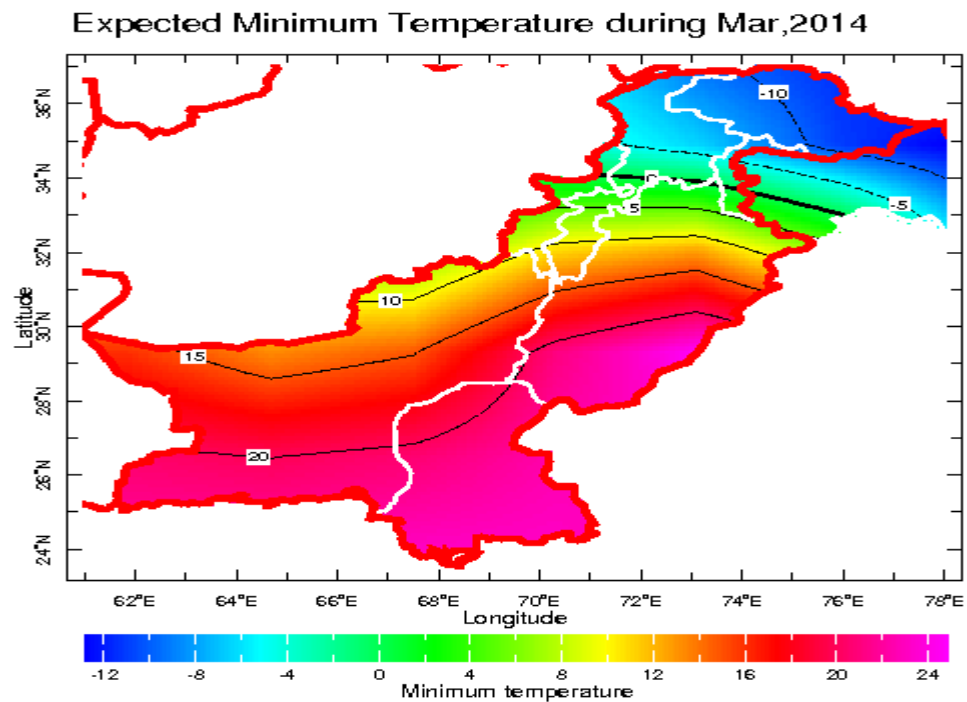 Expected Minimum Temperature during Mar,2014
36°N
34°N
32°N
30°N
28°N
26°N
24°N
Latitude
-10
0
-5
5
10
15
20
62°E 64°E 66°E 68°E 70°E 72°E 74°E 76°E 78°E
Longitude
-12 -8 -4 0 4 8 12 16 20 24
Minimum temperature